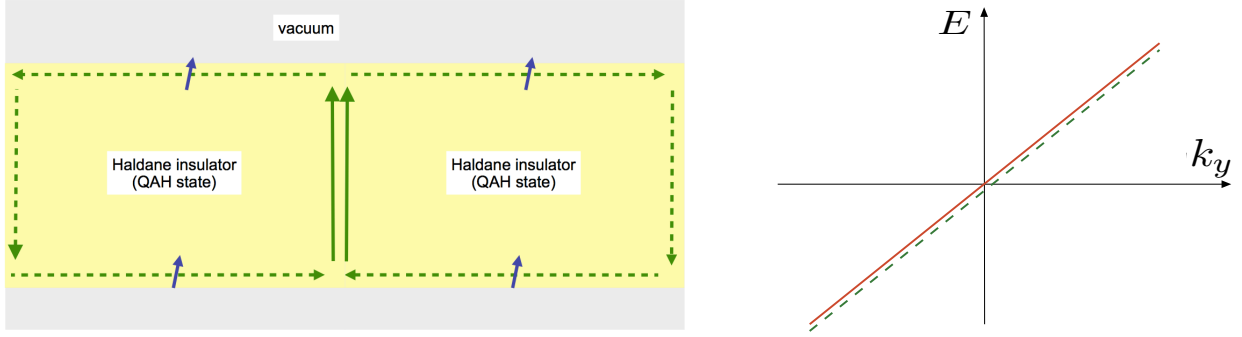 vacuum
Haldane insulator
(QAH state)
Haldane insulator
(QAH state)
E
k_y